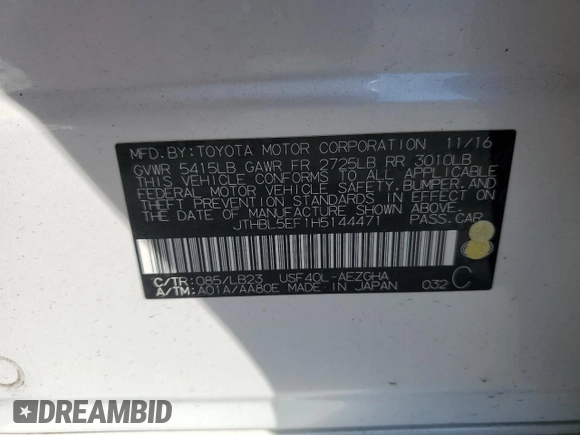 MFD.BY:TOYOTA MOTOR CORPORATION 11/16
GVWR 5415LB GAWR FR 2725LB RR 3010LB
THIS VEHICLE CONFORMS TO ALL APPLICABLE
FEDERAL MOTOR VEHICLE SAFETY,BUMPER,AND
THEFT PREVENTION STANDARDS IN EFFECT ON
THE DATE OF MANUFACTURE SHOWN ABOVE.
JTHBL5EF1H5144471 PASS.CAR
C/TR:085/LB23 USF40L-AEZGHA
A/TM:A01A/AA80E MADE IN JAPAN 032 C
DREAMBID